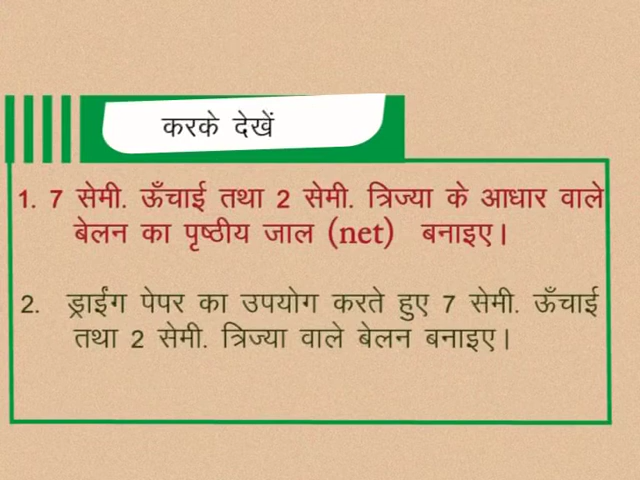 करके देखें
1. 7 सेमी. ऊँचाई तथा 2 सेमी. त्रिज्या के आधार वाले
बेलन का पृष्ठीय जाल (net) बनाइए।
2. ड्राईंग पेपर का उपयोग करते हुए 7 सेमी. ऊँचाई
तथा 2 सेमी. त्रिज्या वाले बेलन बनाइए।